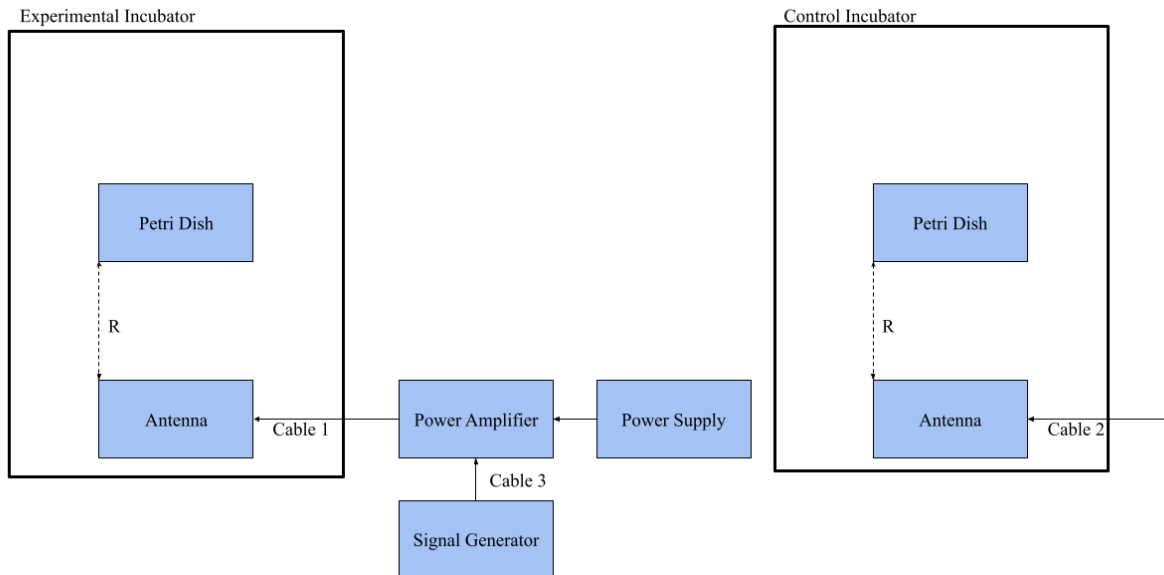 Experimental Incubator
Control Incubator
Petri Dish
Petri Dish
R
R
Antenna
Cable 1
Power Amplifier
Power Supply
Antenna
Cable 2
Cable 3
Signal Generator